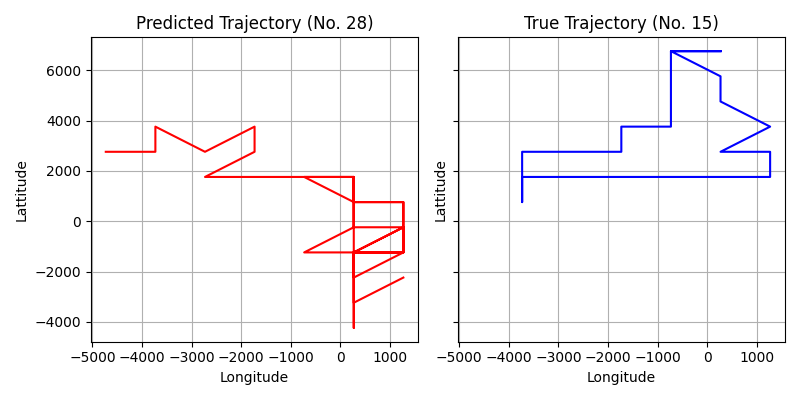 Predicted Trajectory (No. 28)
True Trajectory (No. 15)
Lattitude
6000
4000
2000
0
−2000
−4000
−5000 −4000 −3000 −2000 −1000 0 1000
Longitude
Lattitude
−5000 −4000 −3000 −2000 −1000 0 1000
Longitude